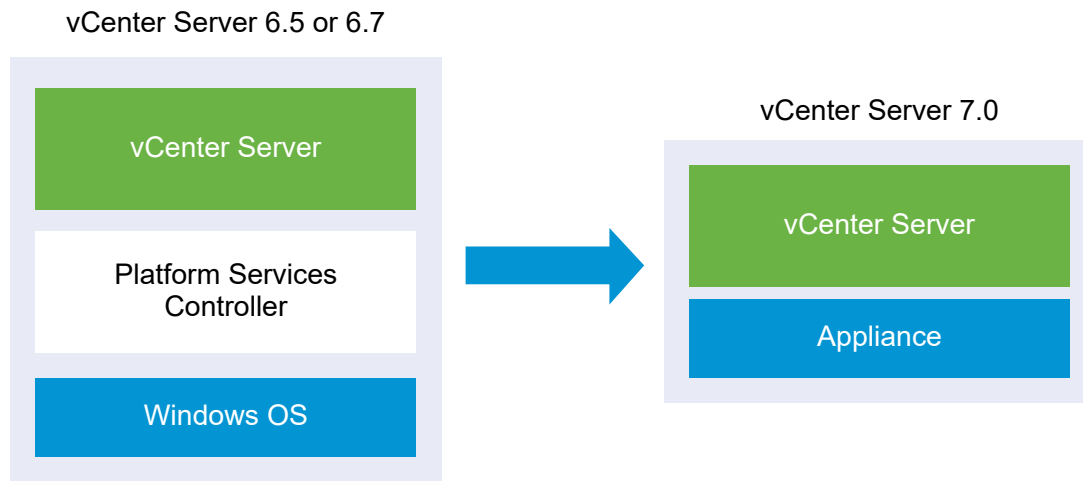 vCenter Server 6.5 or 6.7
vCenter Server
Platform Services
Controller
Windows OS
vCenter Server 7.0
vCenter Server
Appliance